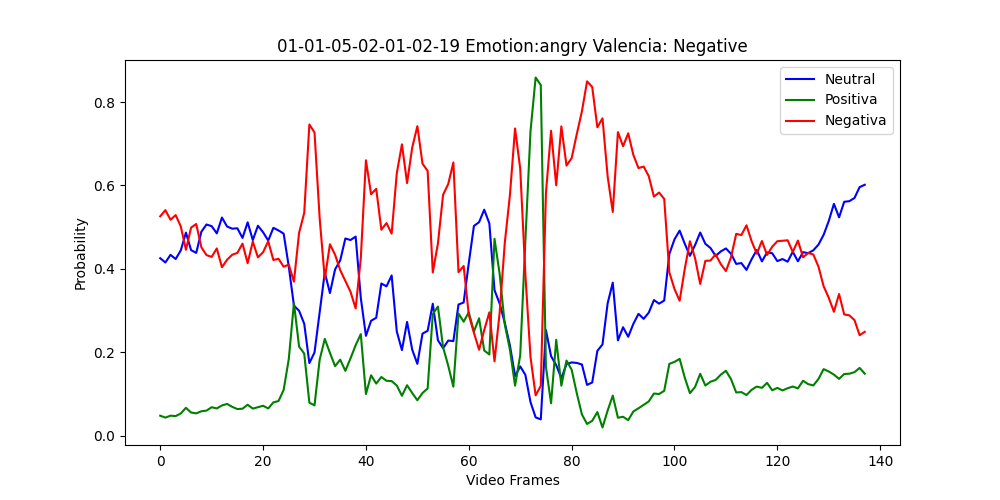 01-01-05-02-01-02-19 Emotion:angry Valencia: Negative
Neutral
Positiva
Negativa
Probability
0.8
0.6
0.4
0.2
0.0
0 20 40 60 80 100 120 140
Video Frames